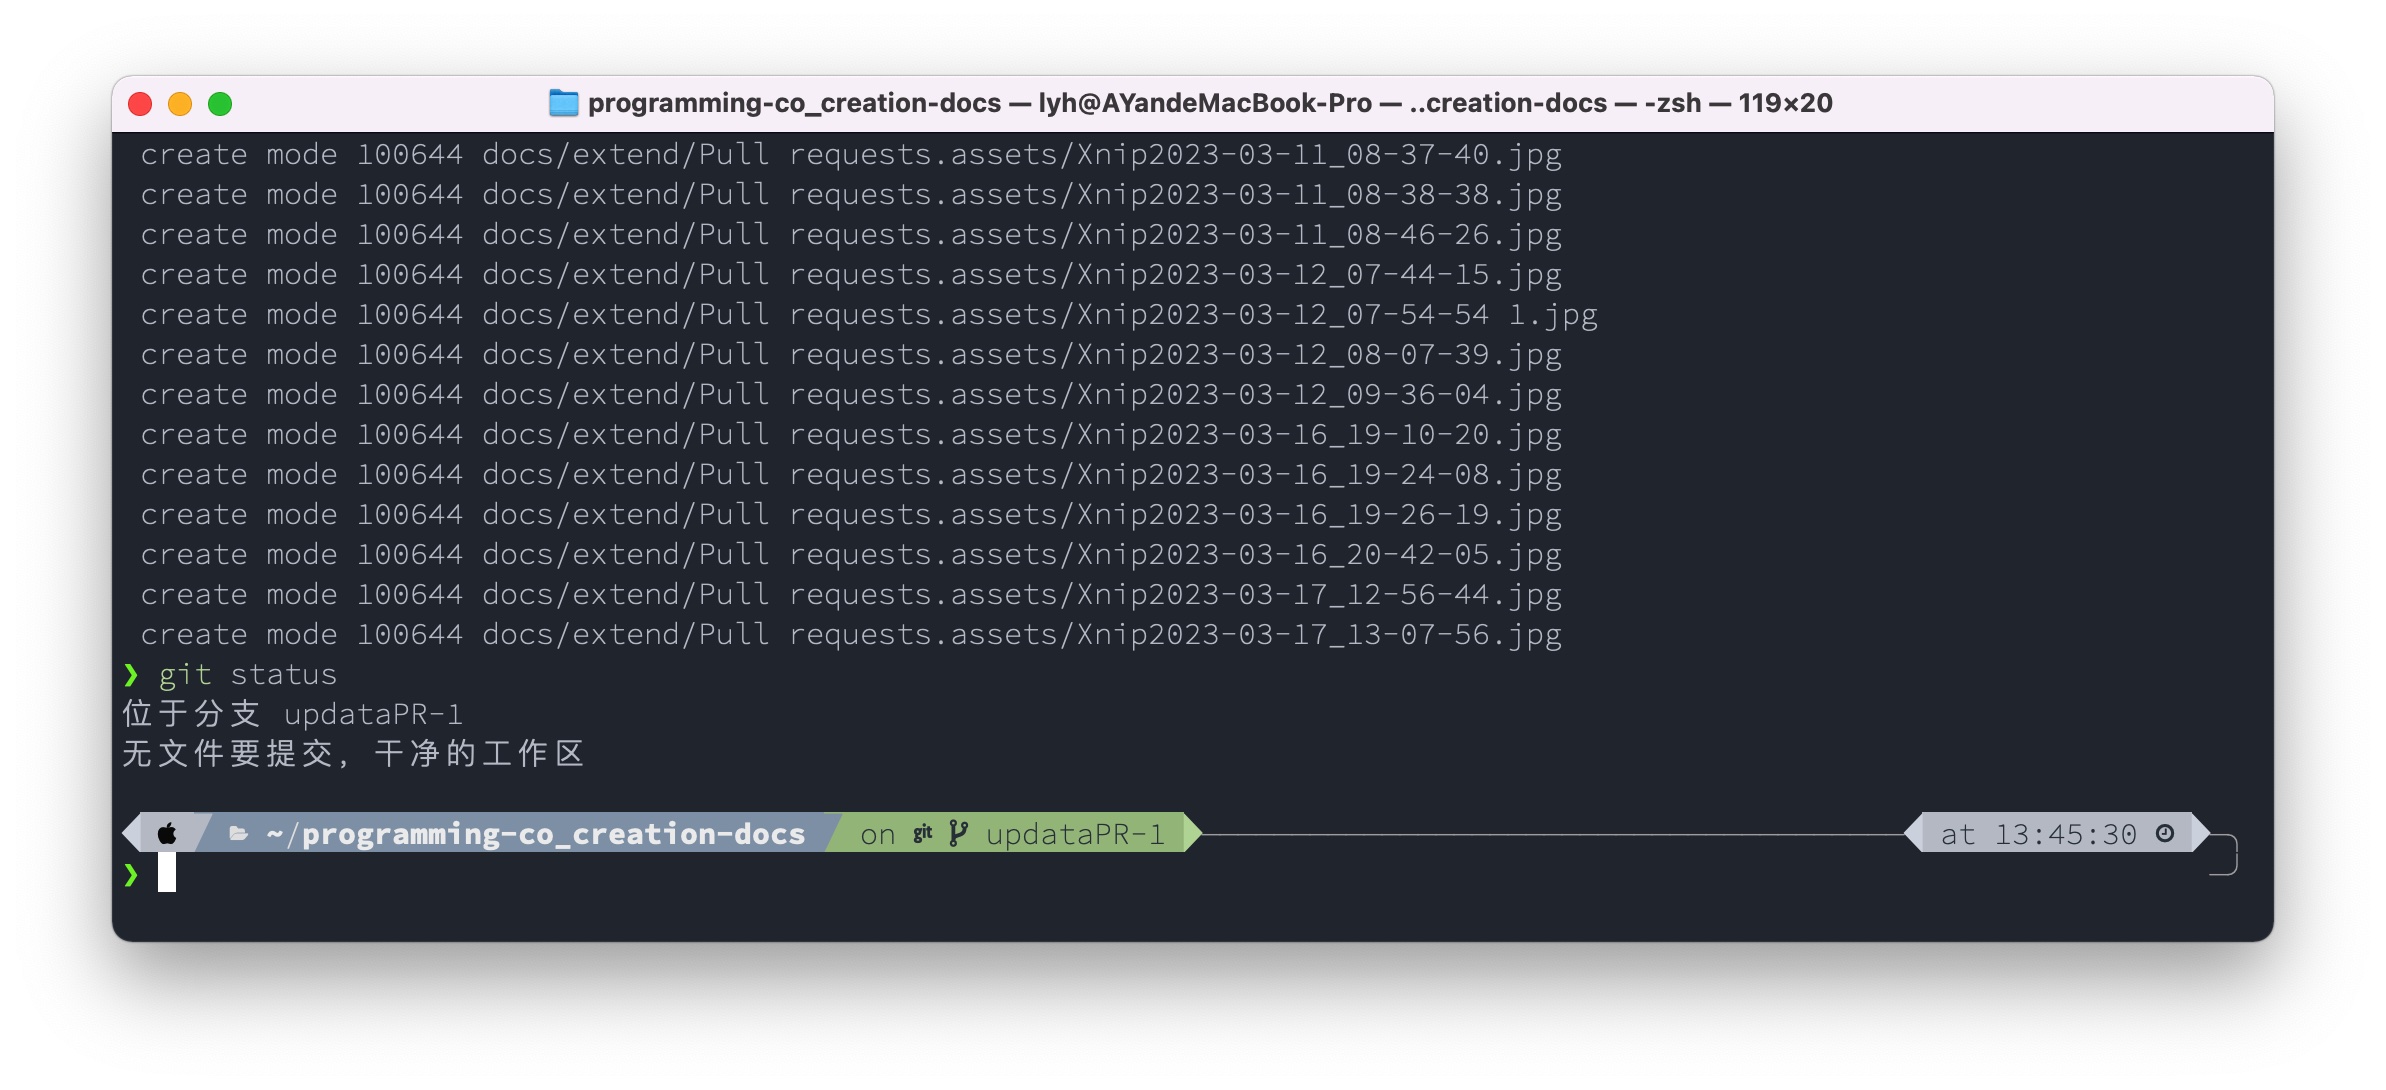 programming-co_creation-docs — lyh@AYandeMacBook-Pro — ..creation-docs — -zsh — 119×20
create mode 100644 docs/extend/Pull requests.assets/Xnip2023-03-11_08-37-40.jpg
create mode 100644 docs/extend/Pull requests.assets/Xnip2023-03-11_08-38-38.jpg
create mode 100644 docs/extend/Pull requests.assets/Xnip2023-03-11_08-46-26.jpg
create mode 100644 docs/extend/Pull requests.assets/Xnip2023-03-12_07-44-15.jpg
create mode 100644 docs/extend/Pull requests.assets/Xnip2023-03-12_07-54-54 1.jpg
create mode 100644 docs/extend/Pull requests.assets/Xnip2023-03-12_08-07-39.jpg
create mode 100644 docs/extend/Pull requests.assets/Xnip2023-03-12_09-36-04.jpg
create mode 100644 docs/extend/Pull requests.assets/Xnip2023-03-16_19-10-20.jpg
create mode 100644 docs/extend/Pull requests.assets/Xnip2023-03-16_19-24-08.jpg
create mode 100644 docs/extend/Pull requests.assets/Xnip2023-03-16_19-26-19.jpg
create mode 100644 docs/extend/Pull requests.assets/Xnip2023-03-16_20-42-05.jpg
create mode 100644 docs/extend/Pull requests.assets/Xnip2023-03-17_12-56-44.jpg
create mode 100644 docs/extend/Pull requests.assets/Xnip2023-03-17_13-07-56.jpg
❯ git status
位于分支 updataPR-1
无文件要提交，干净的工作区
~/programming-co_creation-docs on git updataPR-1 at 13:45:30
❯